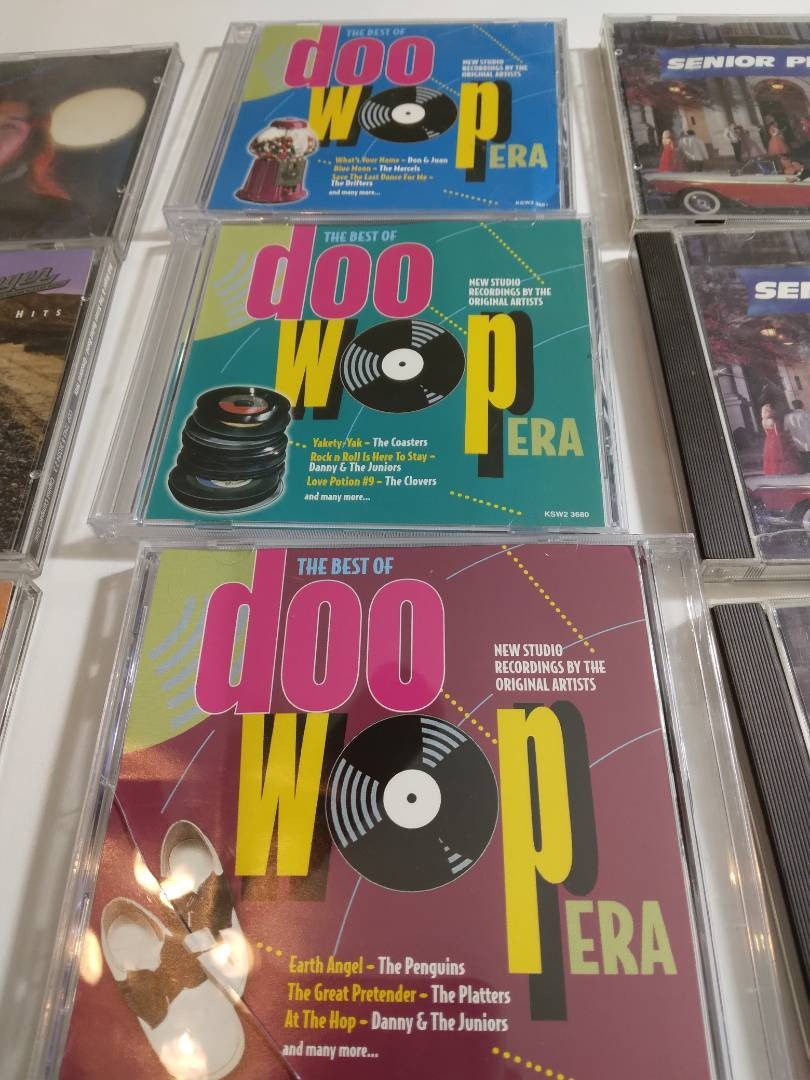 THE BEST OF
doo
NEW STUDIO
RECORDINGS BY THE
ORIGINAL ARTISTS
wop
ERA
What's Your Name – Don & Juan
Blue Moon – The Marcels
Save The Last Dance For Me –
The Drifters
and many more...
THE BEST OF
doo
NEW STUDIO
RECORDINGS BY THE
ORIGINAL ARTISTS
wop
ERA
Yakety-Yak – The Coasters
Rock n Roll Is Here To Stay –
Danny & The Juniors
Love Potion #9 – The Clovers
and many more...
KSW2 3680
THE BEST OF
doo
NEW STUDIO
RECORDINGS BY THE
ORIGINAL ARTISTS
wop
ERA
Earth Angel – The Penguins
The Great Pretender – The Platters
At The Hop – Danny & The Juniors
and many more...
HITS
SENIOR